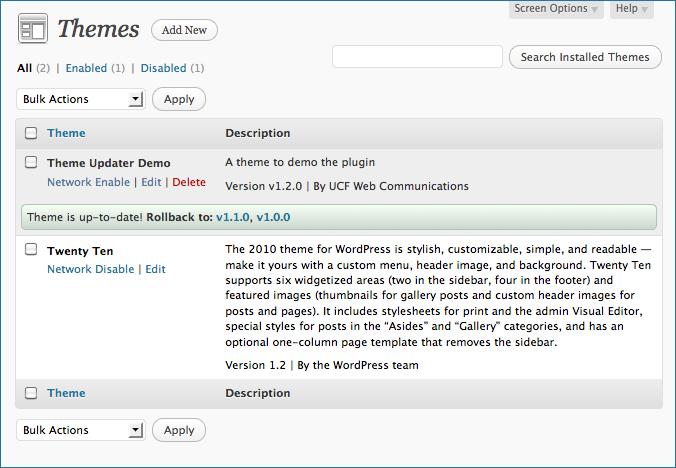 Screen Options Help
Themes Add New
Search Installed Themes
All (2) | Enabled (1) | Disabled (1)
Bulk Actions Apply
Theme Description
Theme Updater Demo A theme to demo the plugin
Network Enable | Edit | Delete Version v1.2.0 | By UCF Web Communications
Theme is up-to-date! Rollback to: v1.1.0, v1.0.0
Twenty Ten The 2010 theme for WordPress is stylish, customizable, simple, and readable —
Network Disable | Edit make it yours with a custom menu, header image, and background. Twenty Ten
supports six widgetized areas (two in the sidebar, four in the footer) and
featured images (thumbnails for gallery posts and custom header images for
posts and pages). It includes stylesheets for print and the admin Visual Editor,
special styles for posts in the “Asides” and “Gallery” categories, and has an
optional one-column page template that removes the sidebar.
Version 1.2 | By the WordPress team
Theme Description
Bulk Actions Apply